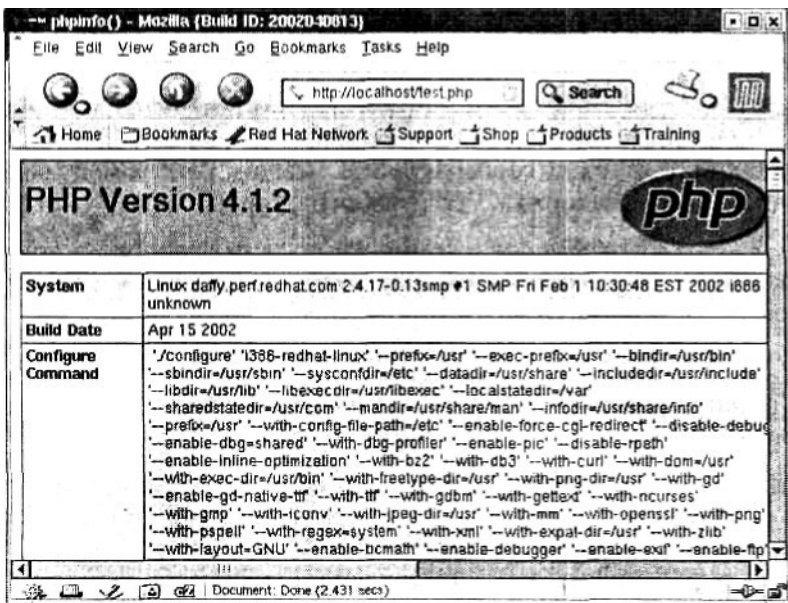 phpinfo() - Mozilla {Build ID: 2002040813}
File Edit View Search Go Bookmarks Tasks Help
http://localhost/test.php Search
Home Bookmarks Red Hat Network Support Shop Products Training
PHP Version 4.1.2
php
System
Linux daffy.perf.redhat.com 2.4.17-0.13smp #1 SMP Fri Feb 1 10:30:48 EST 2002 i686
unknown
Build Date
Apr 15 2002
Configure
Command
'./configure' 'i386-redhat-linux' '--prefix=/usr' '--exec-prefix=/usr' '--bindir=/usr/bin'
'--sbindir=/usr/sbin' '--sysconfdir=/etc' '--datadir=/usr/share' '--includedir=/usr/include'
'--libdir=/usr/lib' '--libexecdir=/usr/libexec' '--localstatedir=/var'
'--sharedstatedir=/usr/com' '--mandir=/usr/share/man' '--infodir=/usr/share/info'
'--prefix=/usr' '--with-config-file-path=/etc' '--enable-force-cgi-redirect' '--disable-debug
'--enable-dbg=shared' '--with-dbg-profiler' '--enable-pic' '--disable-rpath'
'--enable-inline-optimization' '--with-bz2' '--with-db3' '--with-curl' '--with-dom=/usr'
'--with-exec-dir=/usr/bin' '--with-freetype-dir=/usr' '--with-png-dir=/usr' '--with-gd'
'--enable-gd-native-ttf' '--with-ttf' '--with-gdbm' '--with-gettext' '--with-ncurses'
'--with-gmp' '--with-iconv' '--with-jpeg-dir=/usr' '--with-mm' '--with-openssl' '--with-png'
'--with-pspell' '--with-regex=system' '--with-xml' '--with-expat-dir=/usr' '--with-zlib'
'--with-layout=GNU' '--enable-bcmath' '--enable-debugger' '--enable-exif' '--enable-ftp'
Document: Done (2.431 secs)